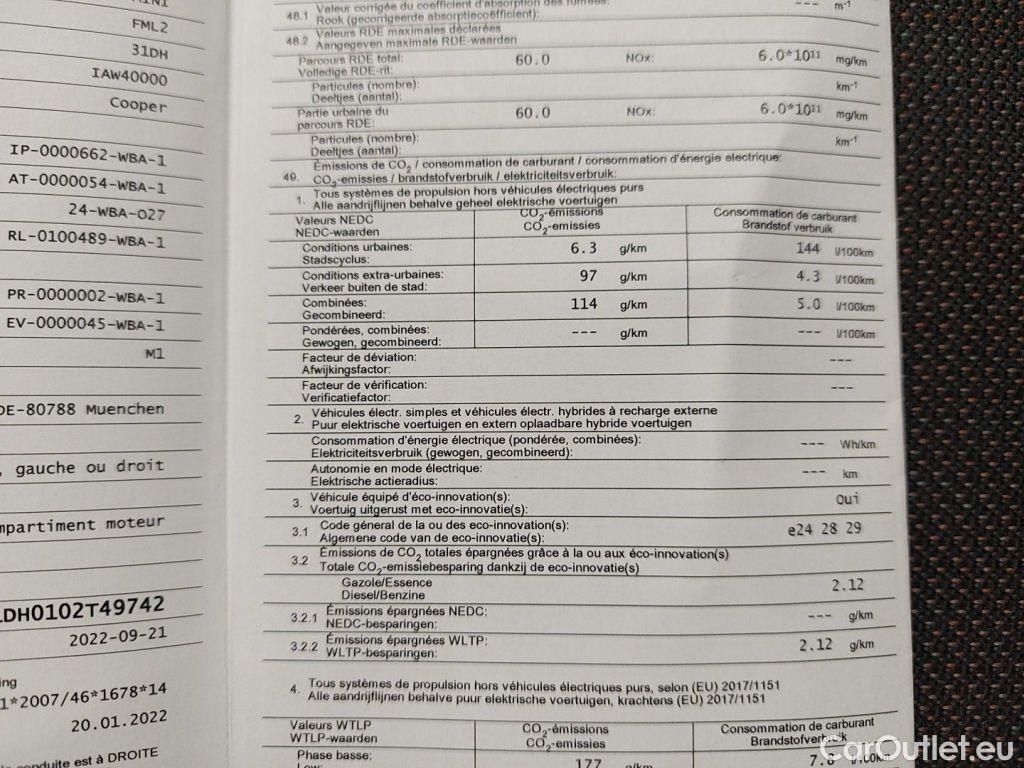 MINI
FML2
31DH
IAW40000
Cooper
IP-0000662-WBA-1
AT-0000054-WBA-1
24-WBA-027
RL-0100489-WBA-1
PR-0000002-WBA-1
EV-0000045-WBA-1
M1
DE-80788 Muenchen
, gauche ou droit
mpartiment moteur
LDH0102T49742
2022-09-21
ing
1*2007/46*1678*14
20.01.2022
conduite est à DROITE
48.1 Valeur corrigée du coefficient d'absorption des fumées: --- m-1
Rook (gecorrigeerde absorptiecoëfficient):
48.2 Valeurs RDE maximales déclarées
Aangegeven maximale RDE-waarden
Parcours RDE total: 60.0 NOx: 6.0*10¹¹ mg/km
Volledige RDE-rit:
Particules (nombre): km-1
Deeltjes (aantal):
Partie urbaine du 60.0 NOx: 6.0*10¹¹ mg/km
parcours RDE:
Particules (nombre): km-1
Deeltjes (aantal):
49. Émissions de CO2 / consommation de carburant / consommation d'énergie electrique:
CO2-emissies / brandstofverbruik / elektriciteitsverbruik:
1. Tous systèmes de propulsion hors véhicules électriques purs
Alle aandrijflijnen behalve geheel elektrische voertuigen
Valeurs NEDC CO2-émissions Consommation de carburant
NEDC-waarden CO2-emissies Brandstof verbruik
Conditions urbaines: 6.3 g/km 144 l/100km
Stadscyclus:
Conditions extra-urbaines: 97 g/km 4.3 l/100km
Verkeer buiten de stad:
Combinées: 114 g/km 5.0 l/100km
Gecombineerd:
Pondérées, combinées: --- g/km --- l/100km
Gewogen, gecombineerd:
Facteur de déviation: ---
Afwijkingsfactor:
Facteur de vérification: ---
Verificatiefactor:
2. Véhicules électr. simples et véhicules électr. hybrides à recharge externe
Puur elektrische voertuigen en extern oplaadbare hybride voertuigen
Consommation d'énergie électrique (pondérée, combinées): --- Wh/km
Elektriciteitsverbruik (gewogen, gecombineerd):
Autonomie en mode électrique: --- km
Elektrische actieradius:
3. Véhicule équipé d'éco-innovation(s): Oui
Voertuig uitgerust met eco-innovatie(s):
3.1 Code géneral de la ou des eco-innovation(s): e24 28 29
Algemene code van de eco-innovatie(s):
3.2 Émissions de CO2 totales épargnées grâce à la ou aux éco-innovation(s)
Totale CO2-emissiebesparing dankzij de eco-innovatie(s)
Gazole/Essence 2.12
Diesel/Benzine
3.2.1 Émissions épargnées NEDC: --- g/km
NEDC-besparingen:
3.2.2 Émissions épargnées WLTP: 2.12 g/km
WLTP-besparingen:
4. Tous systèmes de propulsion hors véhicules électriques purs, selon (EU) 2017/1151
Alle aandrijflijnen behalve puur elektrische voertuigen, krachtens (EU) 2017/1151
Valeurs WTLP CO2-émissions Consommation de carburant
WTLP-waarden CO2-emissies Brandstofverbruik
Phase basse: 177 g/km 7.8 l/100km
Low:
CarOutlet.eu